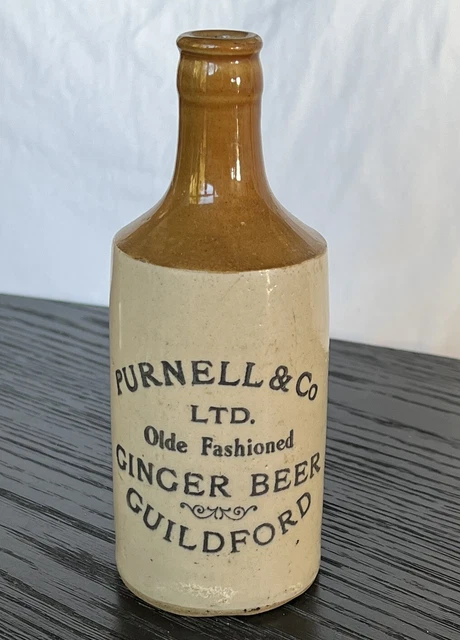 PURNELL & Co
LTD.
Olde Fashioned
GINGER BEER
GUILDFORD